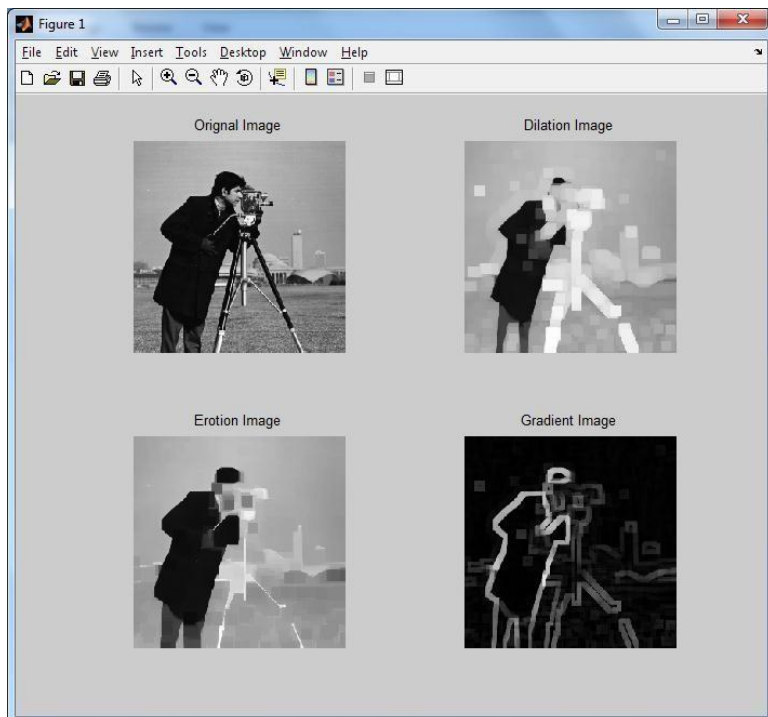 Figure 1
File Edit View Insert Tools Desktop Window Help
Orignal Image
Dilation Image
Erotion Image
Gradient Image